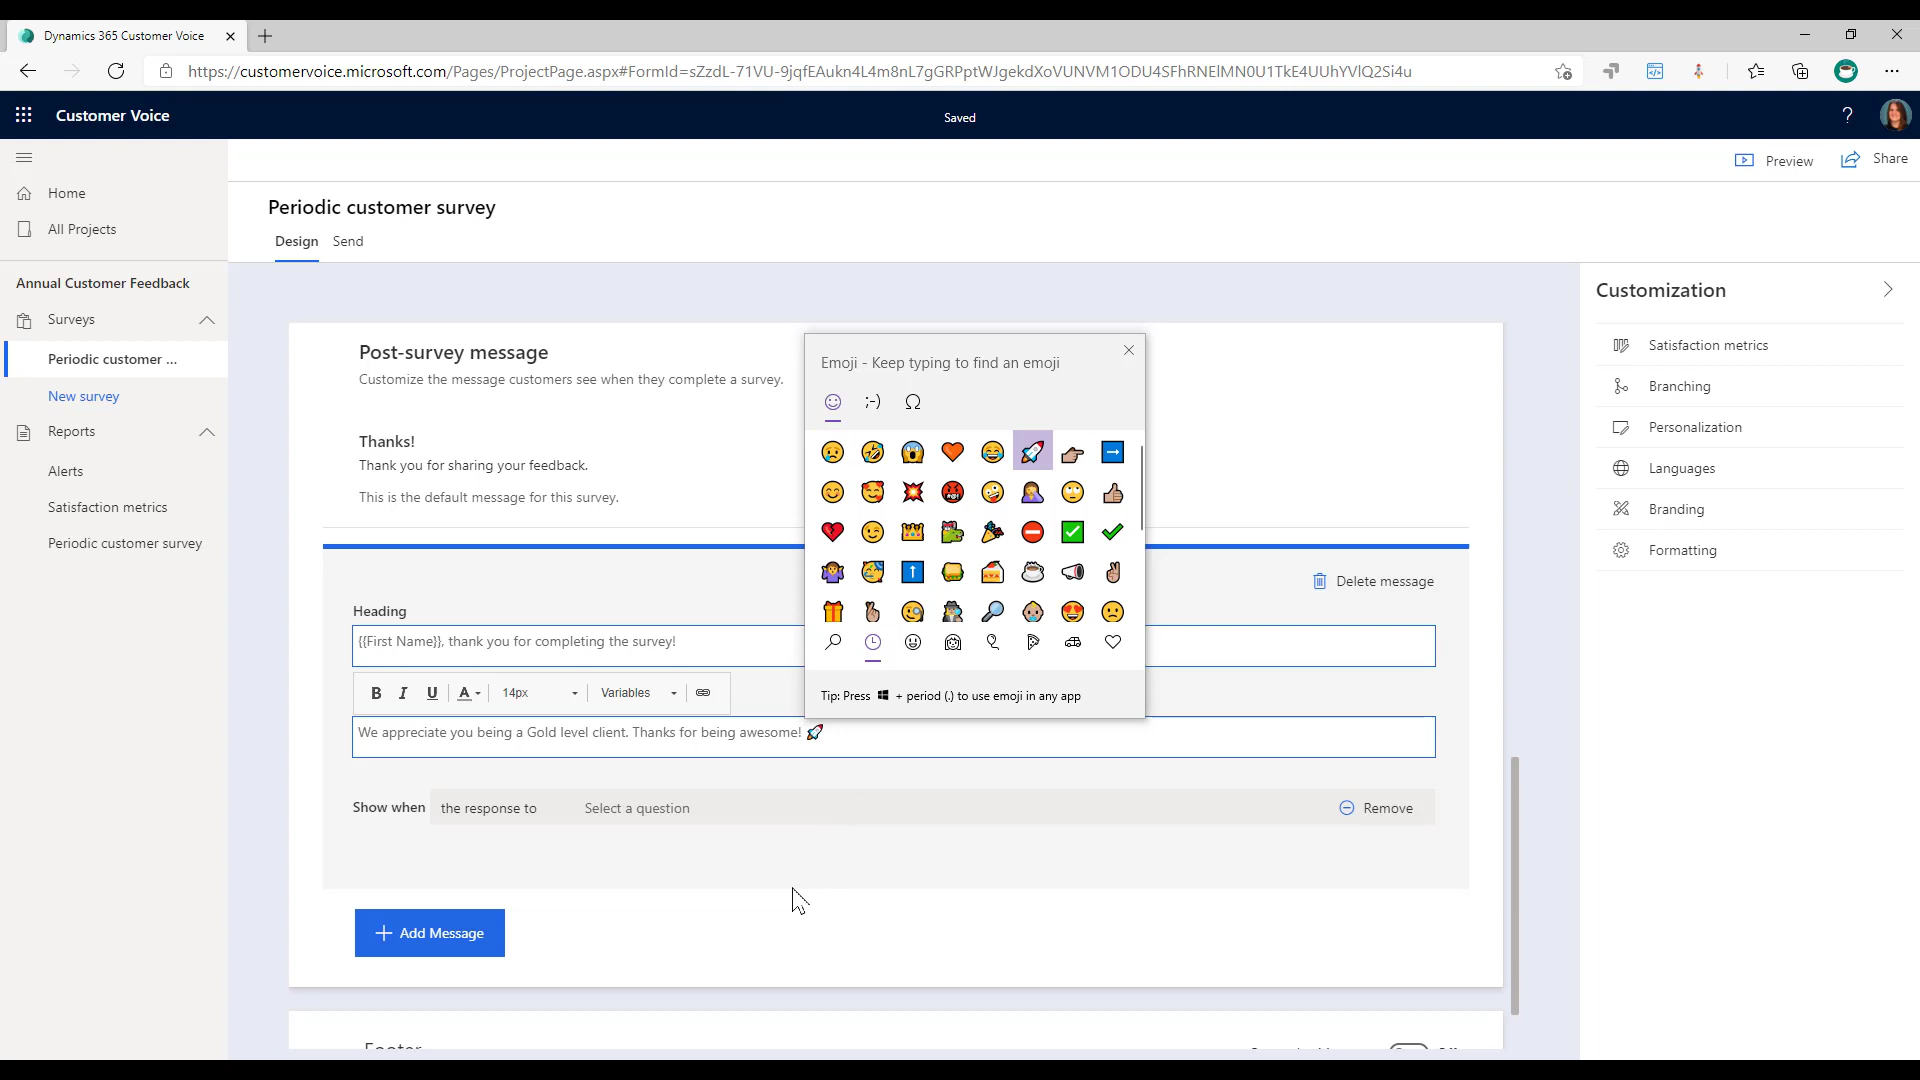 Dynamics 365 Customer Voice
https://customervoice.microsoft.com/Pages/ProjectPage.aspx#FormId=sZzdL-71VU-9jqfEAukn4L4m8nL7gGRPptWJgekdXoVUNVM1ODU4SFhRNElMN0U1TkE4UUhYVlQ2Si4u
Customer Voice
Saved
?
Preview
Share
Home
All Projects
Annual Customer Feedback
Surveys
Periodic customer ...
New survey
Reports
Alerts
Satisfaction metrics
Periodic customer survey
Periodic customer survey
Design
Send
Post-survey message
Customize the message customers see when they complete a survey.
Thanks!
Thank you for sharing your feedback.
This is the default message for this survey.
Delete message
Heading
{{First Name}}, thank you for completing the survey!
B I U A 14px Variables
We appreciate you being a Gold level client. Thanks for being awesome! 🚀
Show when the response to Select a question Remove
Add Message
Emoji - Keep typing to find an emoji
;-) Ω
Tip: Press + period (.) to use emoji in any app
Customization
Satisfaction metrics
Branching
Personalization
Languages
Branding
Formatting